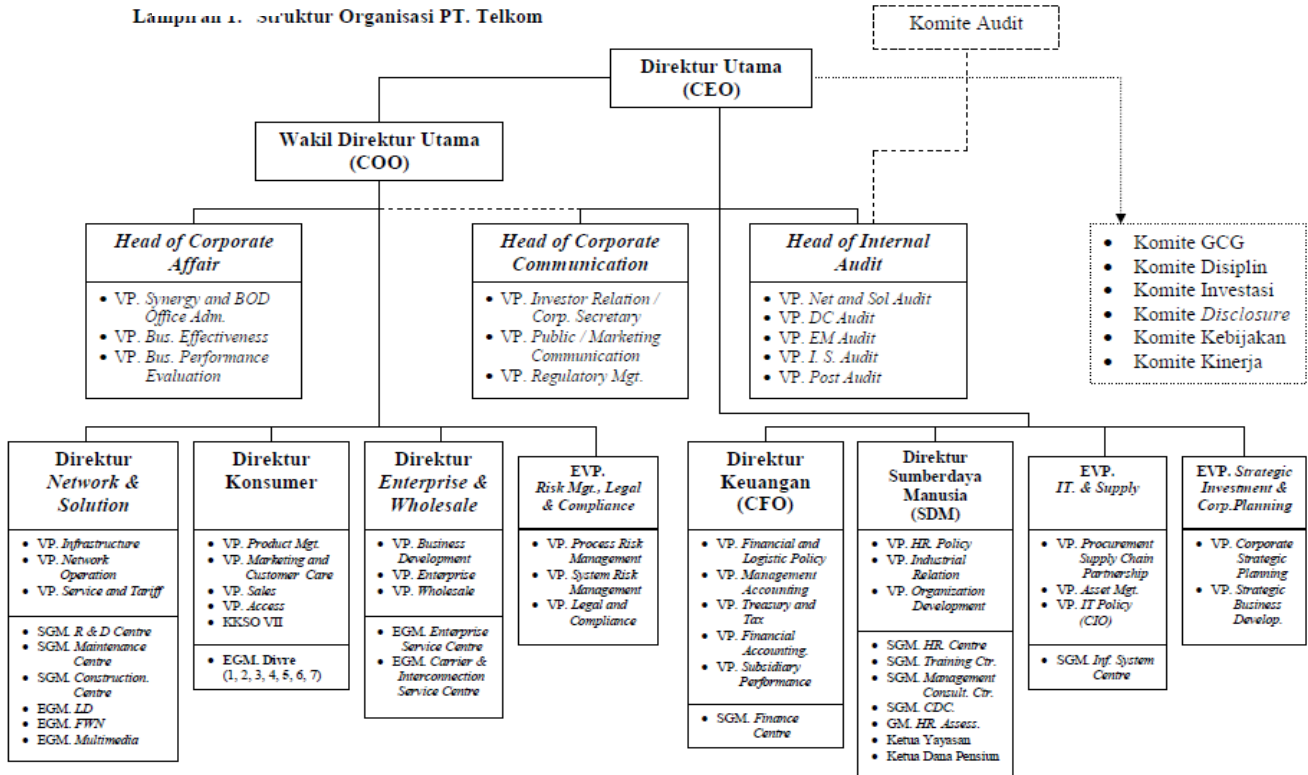 Lampiran 1. Struktur Organisasi PT. Telkom
Komite Audit
Direktur Utama
(CEO)
Wakil Direktur Utama
(COO)
Head of Corporate
Affair
• VP. Synergy and BOD
Office Adm.
• VP. Bus. Effectiveness
• VP. Bus. Performance
Evaluation
Head of Corporate
Communication
• VP. Investor Relation /
Corp. Secretary
• VP. Public / Marketing
Communication
• VP. Regulatory Mgt.
Head of Internal
Audit
• VP. Net and Sol Audit
• VP. DC Audit
• VP. EM Audit
• VP. I. S. Audit
• VP. Post Audit
• Komite GCG
• Komite Disiplin
• Komite Investasi
• Komite Disclosure
• Komite Kebijakan
• Komite Kinerja
Direktur
Network &
Solution
• VP. Infrastructure
• VP. Network
Operation
• VP. Service and Tariff
• SGM. R & D Centre
• SGM. Maintenance
Centre
• SGM. Construction.
Centre
• EGM. LD
• EGM. FWN
• EGM. Multimedia
Direktur
Konsumer
• VP. Product Mgt.
• VP. Marketing and
Customer Care
• VP. Sales
• VP. Access
• KKSO VII
• EGM. Divre
(1, 2, 3, 4, 5, 6, 7)
Direktur
Enterprise &
Wholesale
• VP. Business
Development
• VP. Enterprise
• VP. Wholesale
• EGM. Enterprise
Service Centre
• EGM. Carrier &
Interconnection
Service Centre
EVP.
Risk Mgt., Legal
& Compliance
• VP. Process Risk
Management
• VP. System Risk
Management
• VP. Legal and
Compliance
Direktur
Keuangan
(CFO)
• VP. Financial and
Logistic Policy
• VP. Management
Accounting
• VP. Treasury and
Tax
• VP. Financial
Accounting.
• VP. Subsidiary
Performance
• SGM. Finance
Centre
Direktur
Sumberdaya
Manusia
(SDM)
• VP. HR. Policy
• VP. Industrial
Relation
• VP. Organization
Development
• SGM. HR. Centre
• SGM. Training Ctr.
• SGM. Management
Consult. Ctr.
• SGM. CDC.
• GM. HR. Assess.
• Ketua Yayasan
• Ketua Dana Pensiun
EVP.
IT. & Supply
• VP. Procurement
Supply Chain
Partnership
• VP. Asset Mgt.
• VP. IT Policy
(CIO)
• SGM. Inf. System
Centre
EVP. Strategic
Investment &
Corp.Planning
• VP. Corporate
Strategic
Planning
• VP. Strategic
Business
Develop.